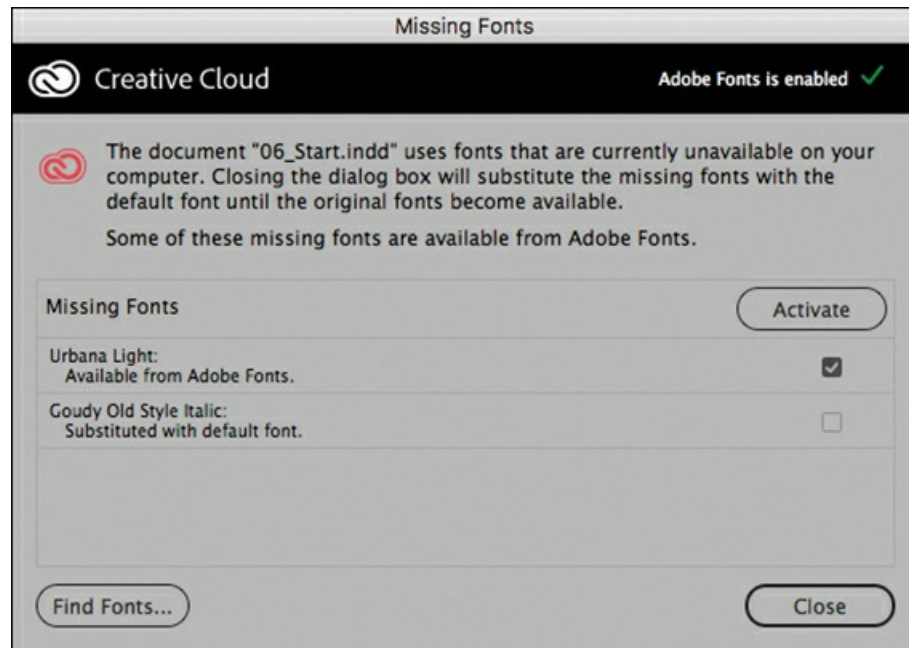 Missing Fonts
Creative Cloud
Adobe Fonts is enabled
The document "06_Start.indd" uses fonts that are currently unavailable on your
computer. Closing the dialog box will substitute the missing fonts with the
default font until the original fonts become available.
Some of these missing fonts are available from Adobe Fonts.
Missing Fonts
Activate
Urbana Light:
Available from Adobe Fonts.
Goudy Old Style Italic:
Substituted with default font.
Find Fonts...
Close